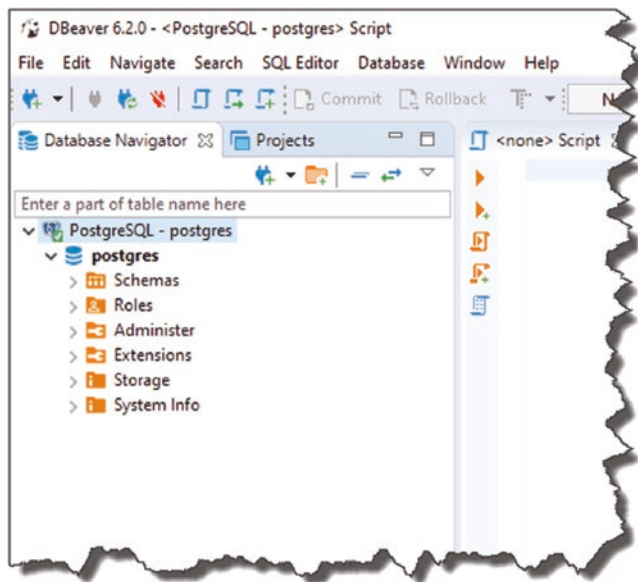 DBeaver 6.2.0 - <PostgreSQL - postgres> Script
File Edit Navigate Search SQL Editor Database Window Help
Commit Rollback
Database Navigator Projects <none> Script
Enter a part of table name here
PostgreSQL - postgres
postgres
Schemas
Roles
Administer
Extensions
Storage
System Info